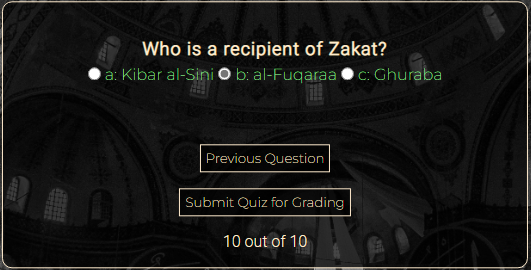 Who is a recipient of Zakat?
a: Kibar al-Sini b: al-Fuqaraa c: Ghuraba
Previous Question
Submit Quiz for Grading
10 out of 10